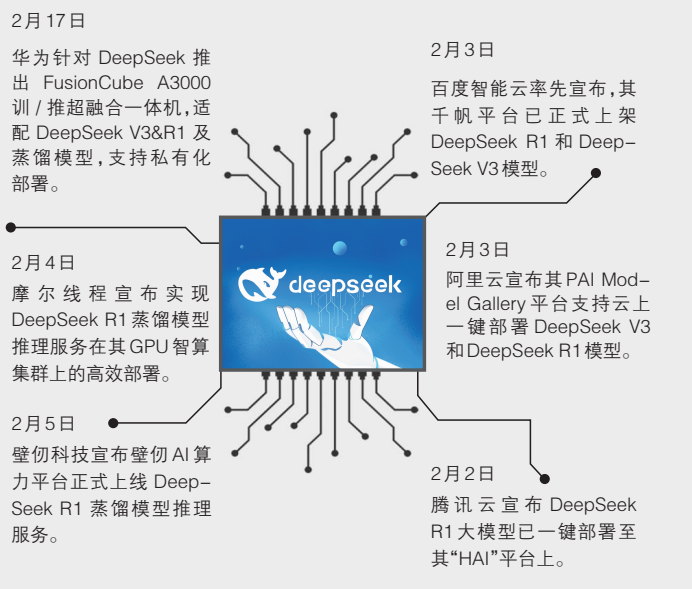 2月17日
华为针对 DeepSeek 推
出 FusionCube A3000
训 / 推超融合一体机,适
配 DeepSeek V3&R1 及
蒸馏模型,支持私有化
部署。
2月4日
摩尔线程宣布实现
DeepSeek R1 蒸馏模型
推理服务在其 GPU 智算
集群上的高效部署。
2月5日
壁仞科技宣布壁仞 AI 算
力平台正式上线 Deep-
Seek R1 蒸馏模型推理
服务。
deepseek
2月3日
百度智能云率先宣布,其
千帆平台已正式上架
DeepSeek R1 和 Deep-
Seek V3 模型。
2月3日
阿里云宣布其 PAI Mod-
el Gallery 平台支持云上
一键部署 DeepSeek V3
和 DeepSeek R1 模型。
2月2日
腾讯云宣布 DeepSeek
R1 大模型已一键部署至
其“HAI”平台上。